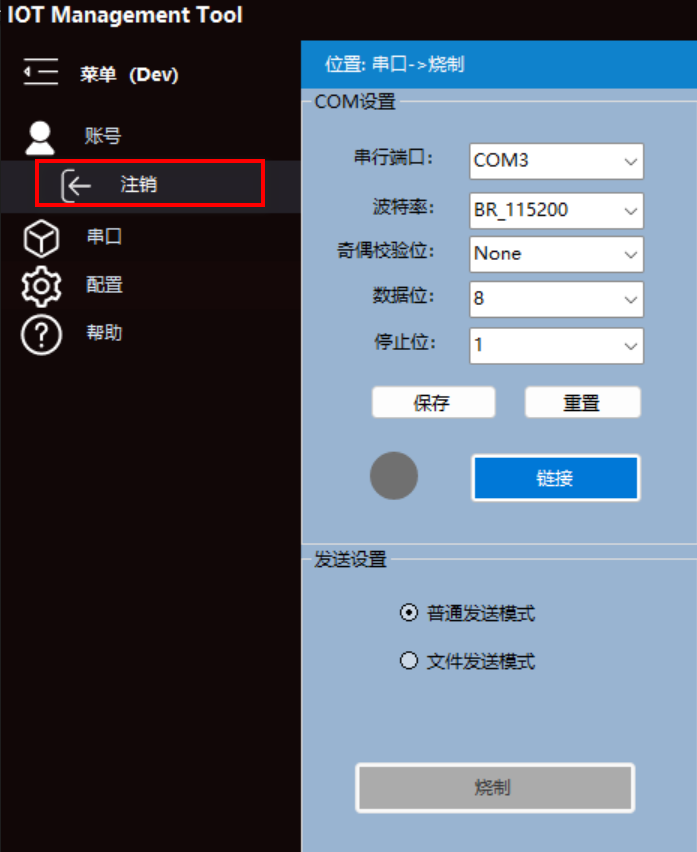 IOT Management Tool
菜单 (Dev)
账号
注销
串口
配置
帮助
位置: 串口->烧制
COM设置
串行端口: COM3
波特率: BR_115200
奇偶校验位: None
数据位: 8
停止位: 1
保存 重置
链接
发送设置
普通发送模式
文件发送模式
烧制